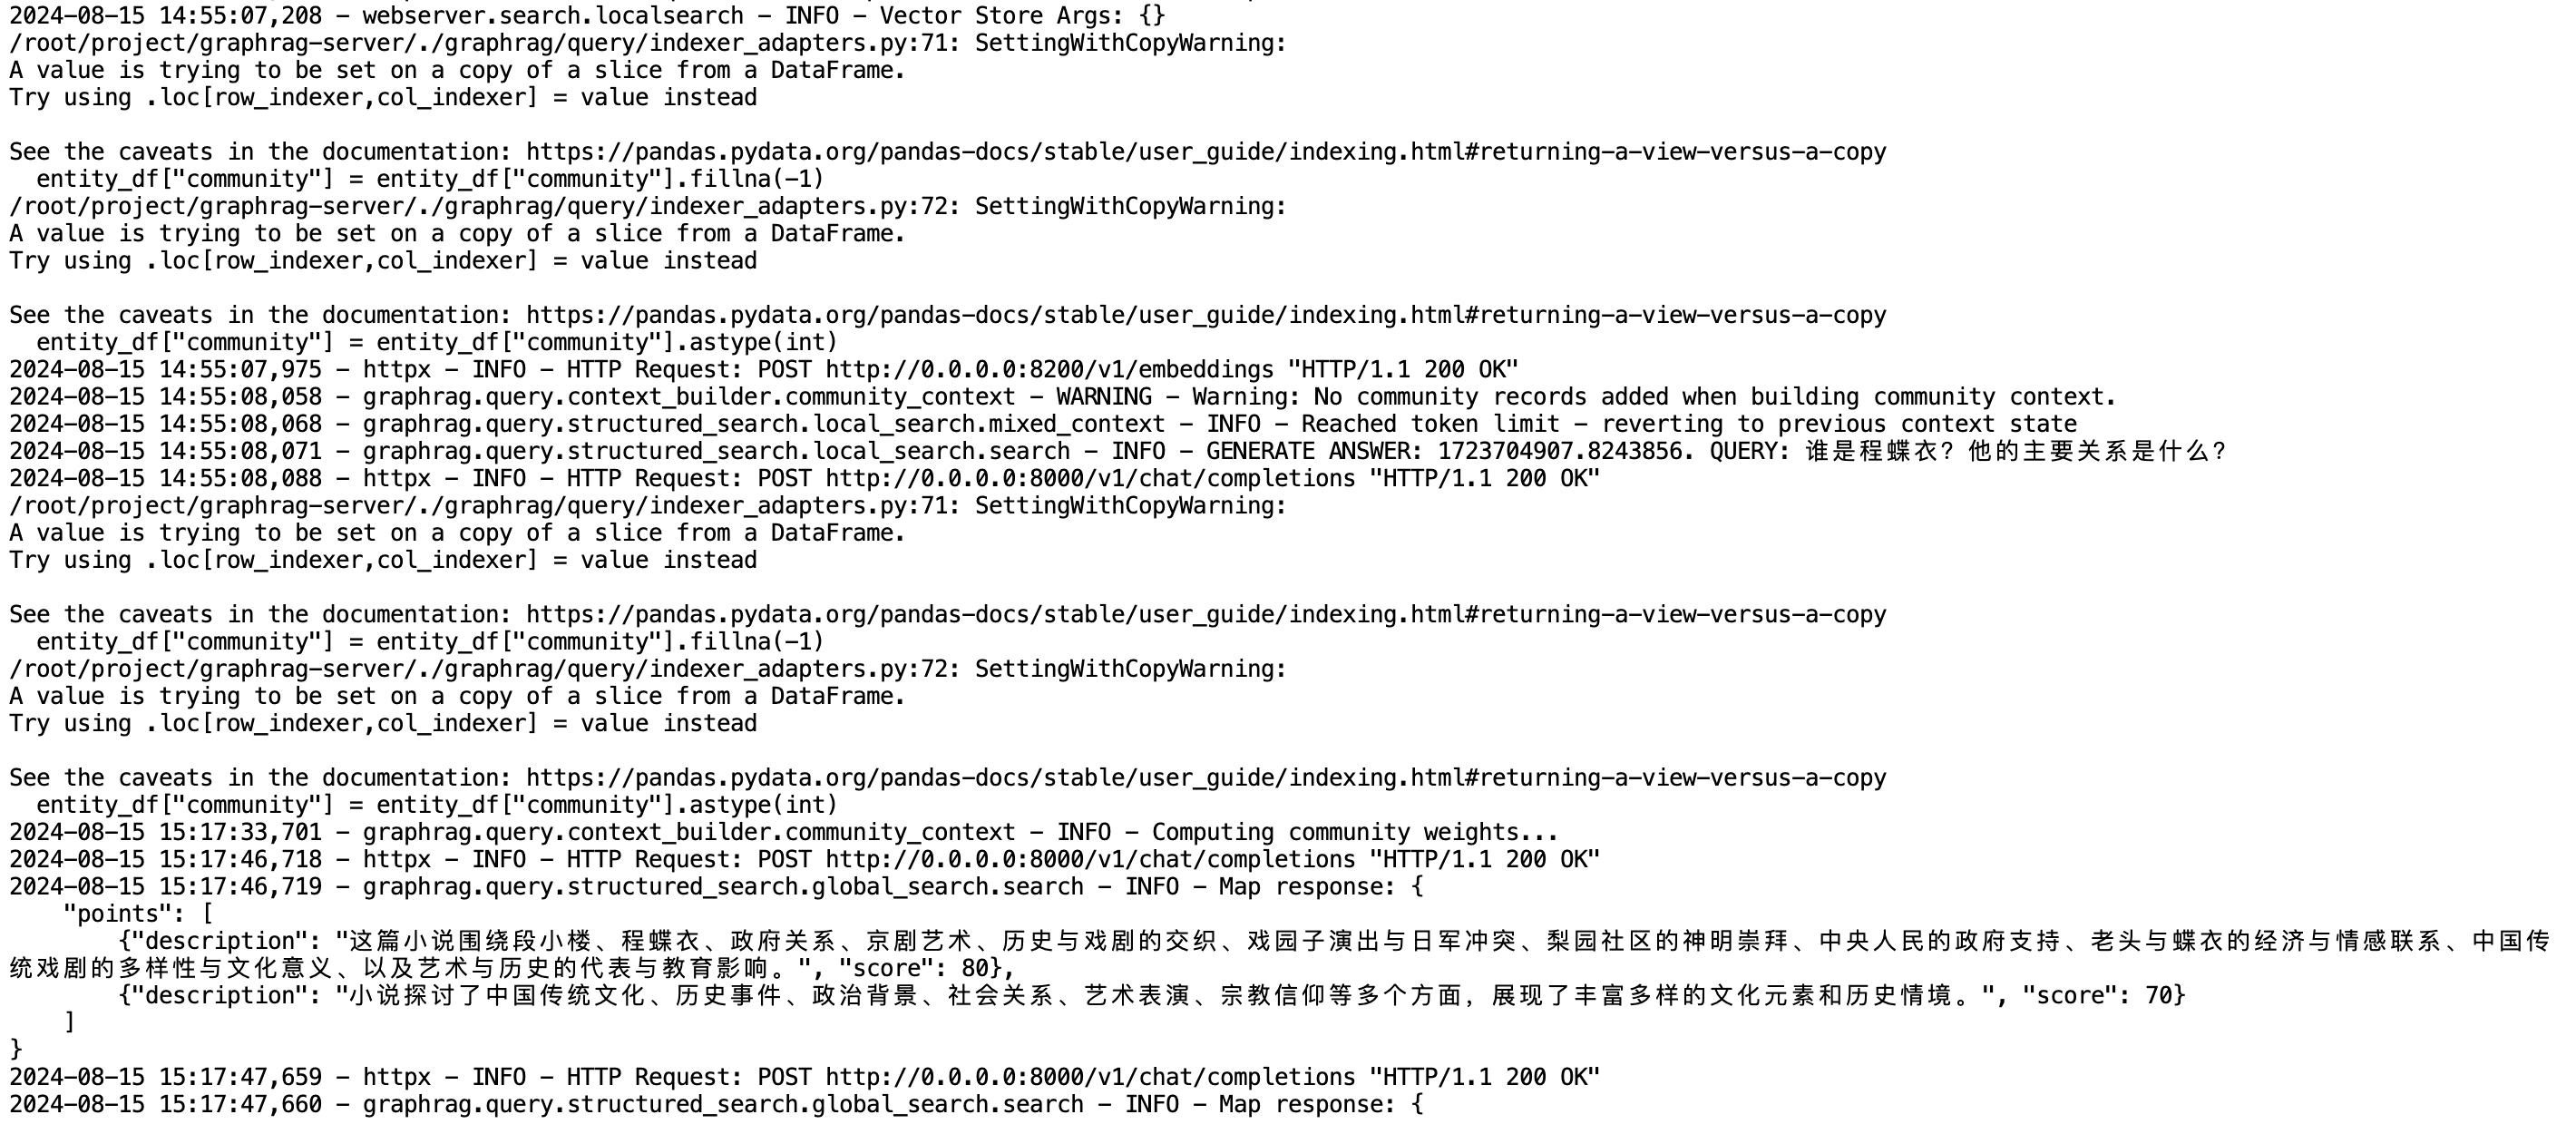 2024-08-15 14:55:07,208 - webserver.search.localsearch - INFO - Vector Store Args: {}
/root/project/graphrag-server/./graphrag/query/indexer_adapters.py:71: SettingWithCopyWarning:
A value is trying to be set on a copy of a slice from a DataFrame.
Try using .loc[row_indexer,col_indexer] = value instead

See the caveats in the documentation: https://pandas.pydata.org/pandas-docs/stable/user_guide/indexing.html#returning-a-view-versus-a-copy
  entity_df["community"] = entity_df["community"].fillna(-1)
/root/project/graphrag-server/./graphrag/query/indexer_adapters.py:72: SettingWithCopyWarning:
A value is trying to be set on a copy of a slice from a DataFrame.
Try using .loc[row_indexer,col_indexer] = value instead

See the caveats in the documentation: https://pandas.pydata.org/pandas-docs/stable/user_guide/indexing.html#returning-a-view-versus-a-copy
  entity_df["community"] = entity_df["community"].astype(int)
2024-08-15 14:55:07,975 - httpx - INFO - HTTP Request: POST http://0.0.0.0:8200/v1/embeddings "HTTP/1.1 200 OK"
2024-08-15 14:55:08,058 - graphrag.query.context_builder.community_context - WARNING - Warning: No community records added when building community context.
2024-08-15 14:55:08,068 - graphrag.query.structured_search.local_search.mixed_context - INFO - Reached token limit - reverting to previous context state
2024-08-15 14:55:08,071 - graphrag.query.structured_search.local_search.search - INFO - GENERATE ANSWER: 1723704907.8243856. QUERY: 谁是程蝶衣？他的主要关系是什么？
2024-08-15 14:55:08,088 - httpx - INFO - HTTP Request: POST http://0.0.0.0:8000/v1/chat/completions "HTTP/1.1 200 OK"
/root/project/graphrag-server/./graphrag/query/indexer_adapters.py:71: SettingWithCopyWarning:
A value is trying to be set on a copy of a slice from a DataFrame.
Try using .loc[row_indexer,col_indexer] = value instead

See the caveats in the documentation: https://pandas.pydata.org/pandas-docs/stable/user_guide/indexing.html#returning-a-view-versus-a-copy
  entity_df["community"] = entity_df["community"].fillna(-1)
/root/project/graphrag-server/./graphrag/query/indexer_adapters.py:72: SettingWithCopyWarning:
A value is trying to be set on a copy of a slice from a DataFrame.
Try using .loc[row_indexer,col_indexer] = value instead

See the caveats in the documentation: https://pandas.pydata.org/pandas-docs/stable/user_guide/indexing.html#returning-a-view-versus-a-copy
  entity_df["community"] = entity_df["community"].astype(int)
2024-08-15 15:17:33,701 - graphrag.query.context_builder.community_context - INFO - Computing community weights...
2024-08-15 15:17:46,718 - httpx - INFO - HTTP Request: POST http://0.0.0.0:8000/v1/chat/completions "HTTP/1.1 200 OK"
2024-08-15 15:17:46,719 - graphrag.query.structured_search.global_search.search - INFO - Map response: {
    "points": [
        {"description": "这篇小说围绕段小楼、程蝶衣、政府关系、京剧艺术、历史与戏剧的交织、戏园子演出与日军冲突、梨园社区的神明崇拜、中央人民的政府支持、老头与蝶衣的经济与情感联系、中国传
统戏剧的多样性与文化意义、以及艺术与历史的代表与教育影响。", "score": 80},
        {"description": "小说探讨了中国传统文化、历史事件、政治背景、社会关系、艺术表演、宗教信仰等多个方面，展现了丰富多样的文化元素和历史情境。", "score": 70}
    ]
}
2024-08-15 15:17:47,659 - httpx - INFO - HTTP Request: POST http://0.0.0.0:8000/v1/chat/completions "HTTP/1.1 200 OK"
2024-08-15 15:17:47,660 - graphrag.query.structured_search.global_search.search - INFO - Map response: {